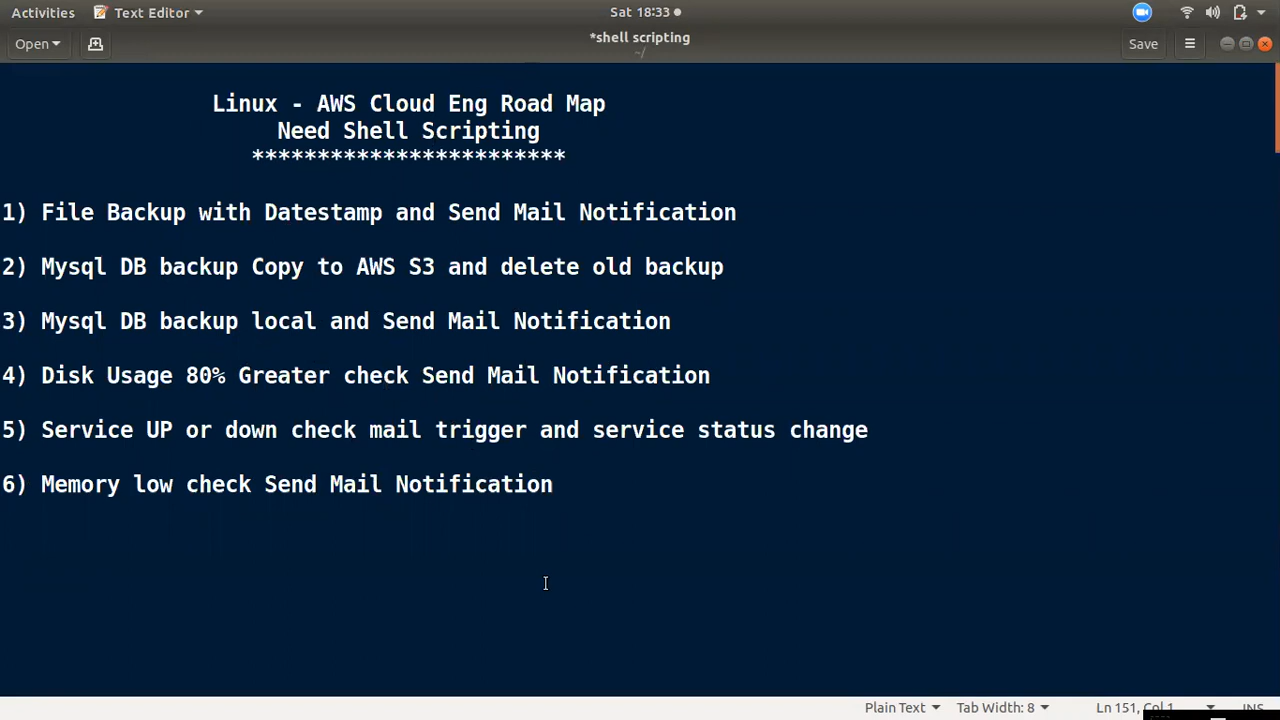 Activities Text Editor Sat 18:33
Open *shell scripting Save
~/
Linux - AWS Cloud Eng Road Map
Need Shell Scripting
************************
1) File Backup with Datestamp and Send Mail Notification
2) Mysql DB backup Copy to AWS S3 and delete old backup
3) Mysql DB backup local and Send Mail Notification
4) Disk Usage 80% Greater check Send Mail Notification
5) Service UP or down check mail trigger and service status change
6) Memory low check Send Mail Notification
Plain Text Tab Width: 8 Ln 151, Col 1 INS